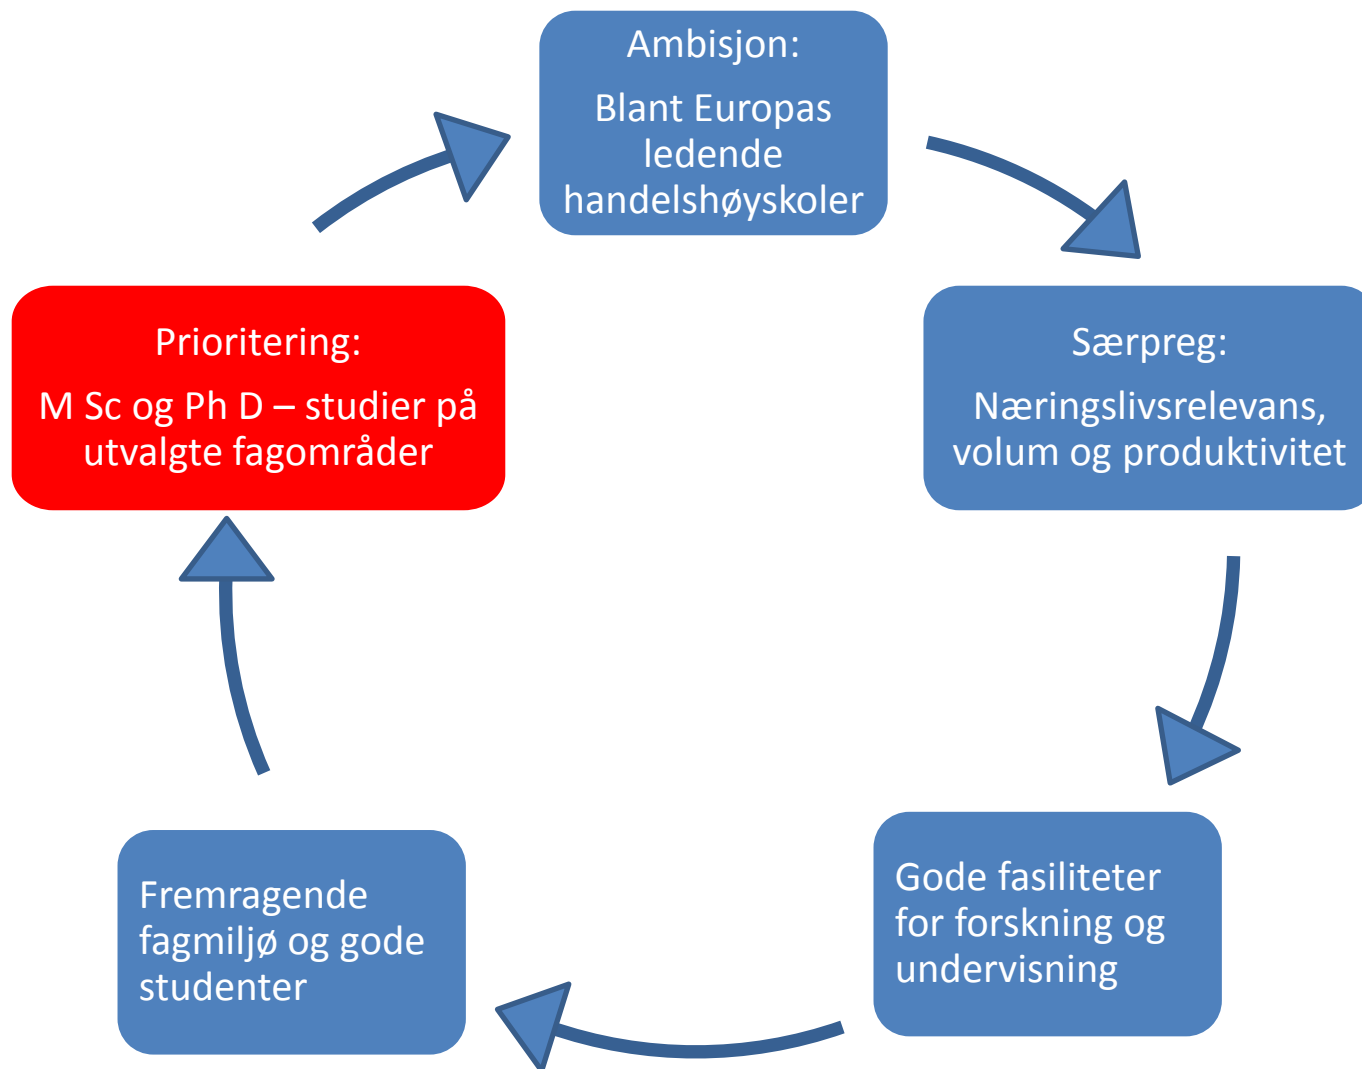 Ambisjon:
Blant Europas
ledende
handelshøyskoler
Prioritering:
M Sc og Ph D – studier på
utvalgte fagområder
Særpreg:
Næringslivsrelevans,
volum og produktivitet
Fremragende
fagmiljø og gode
studenter
Gode fasiliteter
for forskning og
undervisning